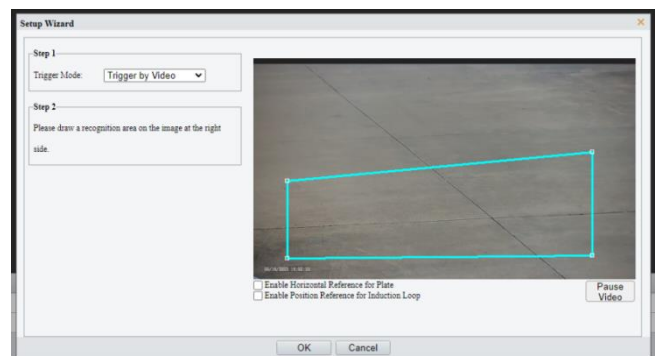 Setup Wizard
Step 1
Trigger Mode: Trigger by Video
Step 2
Please draw a recognition area on the image at the right
side.
Enable Horizontal Reference for Plate
Enable Position Reference for Induction Loop
Pause
Video
OK Cancel